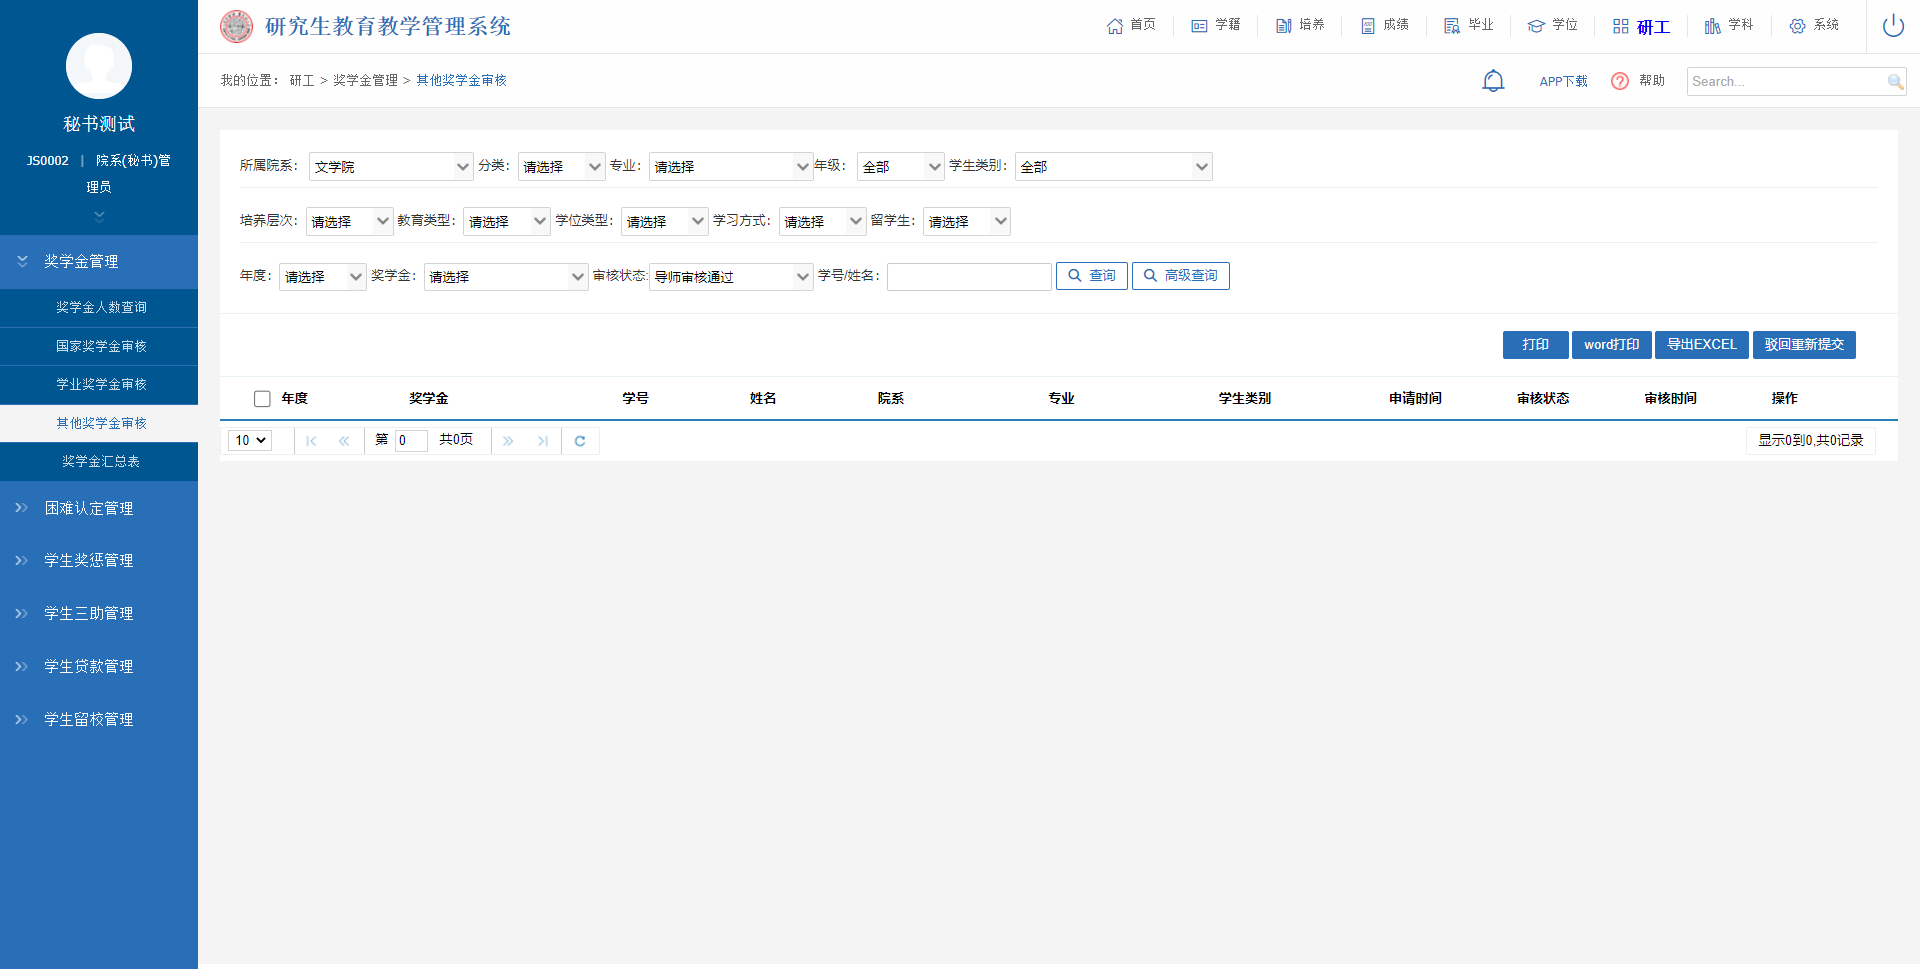 研究生教育教学管理系统
首页 学籍 培养 成绩 毕业 学位 研工 学科 系统
秘书测试
JS0002 | 院系(秘书)管
理员
我的位置： 研工 > 奖学金管理 > 其他奖学金审核
APP下载 帮助 Search...
奖学金管理
奖学金人数查询
国家奖学金审核
学业奖学金审核
其他奖学金审核
奖学金汇总表
困难认定管理
学生奖惩管理
学生三助管理
学生贷款管理
学生留校管理
所属院系： 文学院 分类： 请选择 专业： 请选择 年级： 全部 学生类别： 全部
培养层次： 请选择 教育类型： 请选择 学位类型： 请选择 学习方式： 请选择 留学生： 请选择
年度： 请选择 奖学金： 请选择 审核状态: 导师审核通过 学号/姓名： 查询 高级查询
打印 word打印 导出EXCEL 驳回重新提交
年度 奖学金 学号 姓名 院系 专业 学生类别 申请时间 审核状态 审核时间 操作
10 第 0 共0页 显示0到0,共0记录